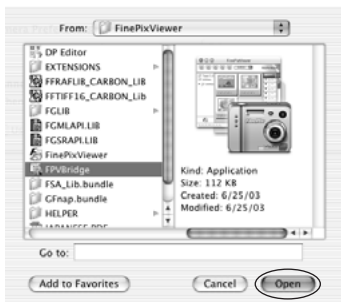 From: FinePixViewer
DP Editor
EXTENSIONS
FFRAFLIB_CARBON_LIB
FFTIFF16_CARBON_Lib
FGLIB
FGMLAPI.LIB
FGSRAPI.LIB
FinePixViewer
FPVBridge
FSA_Lib.bundle
GFnap.bundle
HELPER
Kind: Application
Size: 112 KB
Created: 6/25/03
Modified: 6/25/03
Go to:
Add to Favorites
Cancel
Open